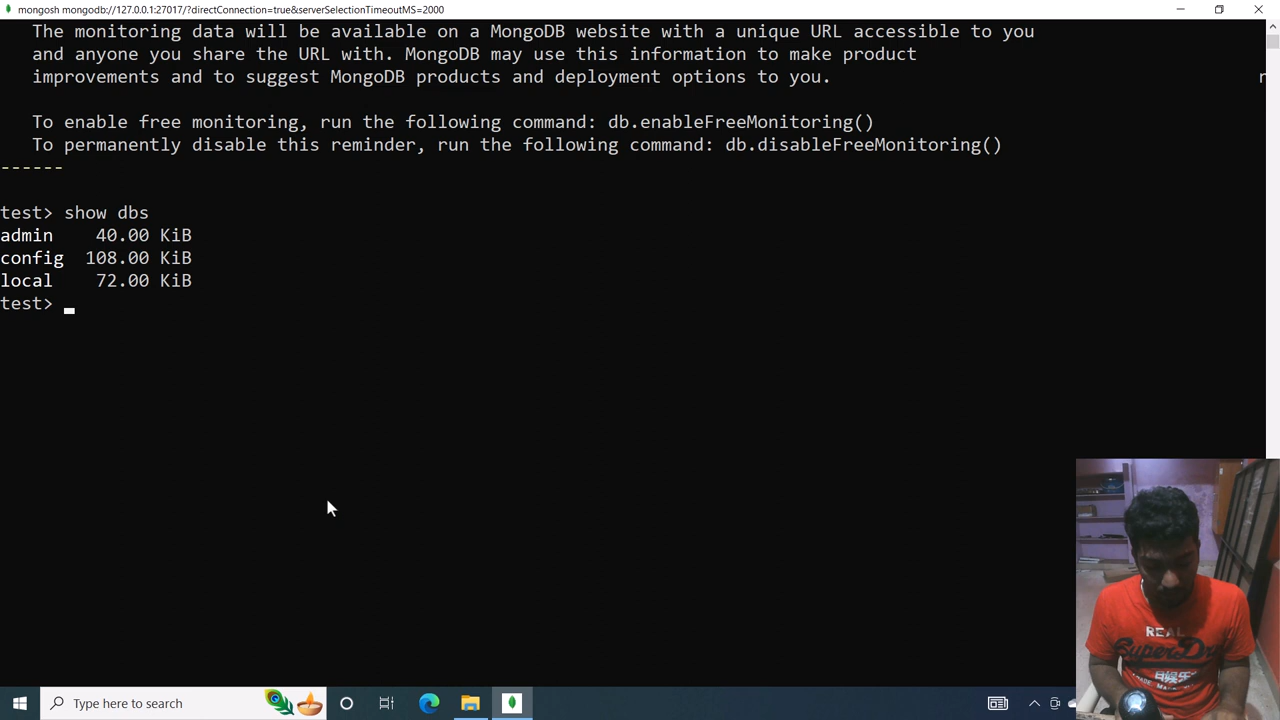 mongosh mongodb://127.0.0.1:27017/?directConnection=true&serverSelectionTimeoutMS=2000
The monitoring data will be available on a MongoDB website with a unique URL accessible to you
and anyone you share the URL with. MongoDB may use this information to make product
improvements and to suggest MongoDB products and deployment options to you.
To enable free monitoring, run the following command: db.enableFreeMonitoring()
To permanently disable this reminder, run the following command: db.disableFreeMonitoring()
------
test> show dbs
admin 40.00 KiB
config 108.00 KiB
local 72.00 KiB
test>
REAL
SuperDry
Type here to search